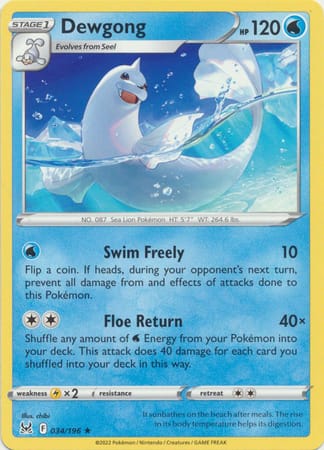 STAGE 1
Dewgong
HP 120
Evolves from Seel
NO. 087 Sea Lion Pokémon HT: 5'7" WT: 264.6 lbs.
Swim Freely 10
Flip a coin. If heads, during your opponent's next turn,
prevent all damage from and effects of attacks done to
this Pokémon.
Floe Return 40×
Shuffle any amount of Energy from your Pokémon into
your deck. This attack does 40 damage for each card you
shuffled into your deck in this way.
weakness ×2 resistance retreat
Illus. chibi
F 034/196 ★
It sunbathes on the beach after meals. The rise
in its body temperature helps its digestion.
©2022 Pokémon / Nintendo / Creatures / GAME FREAK